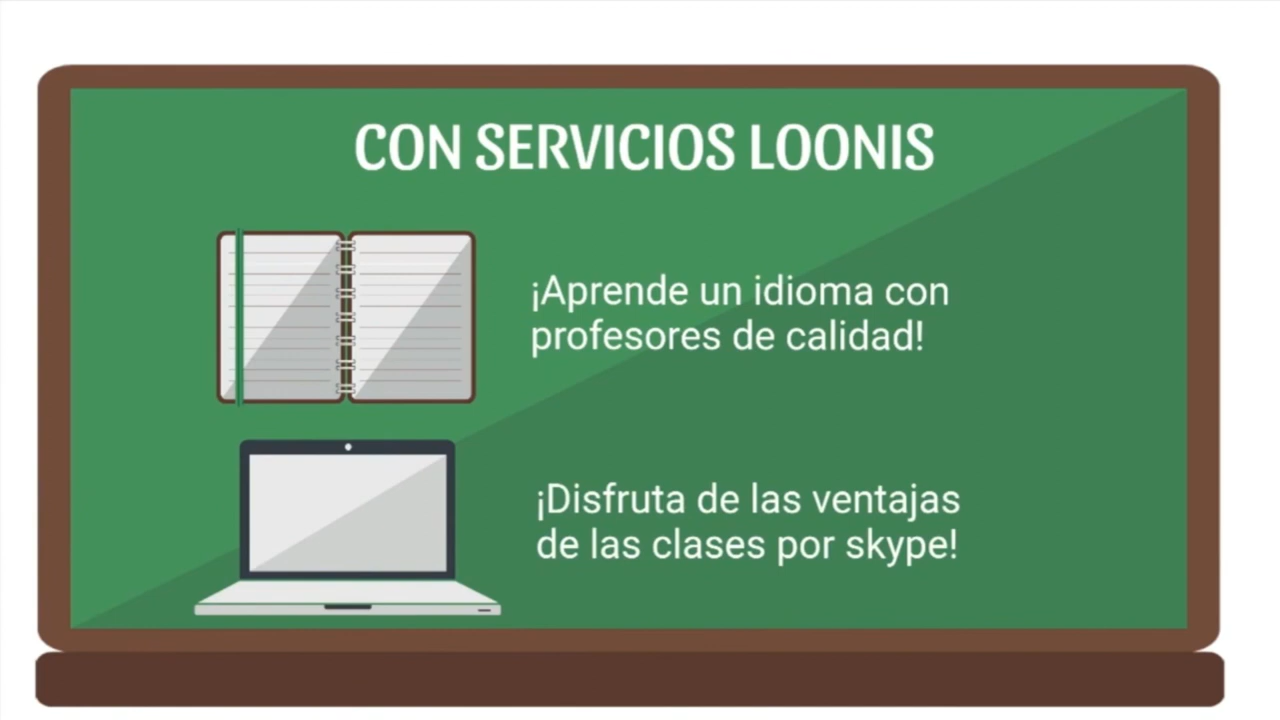 CON SERVICIOS LOONIS
¡Aprende un idioma con
profesores de calidad!
¡Disfruta de las ventajas
de las clases por skype!